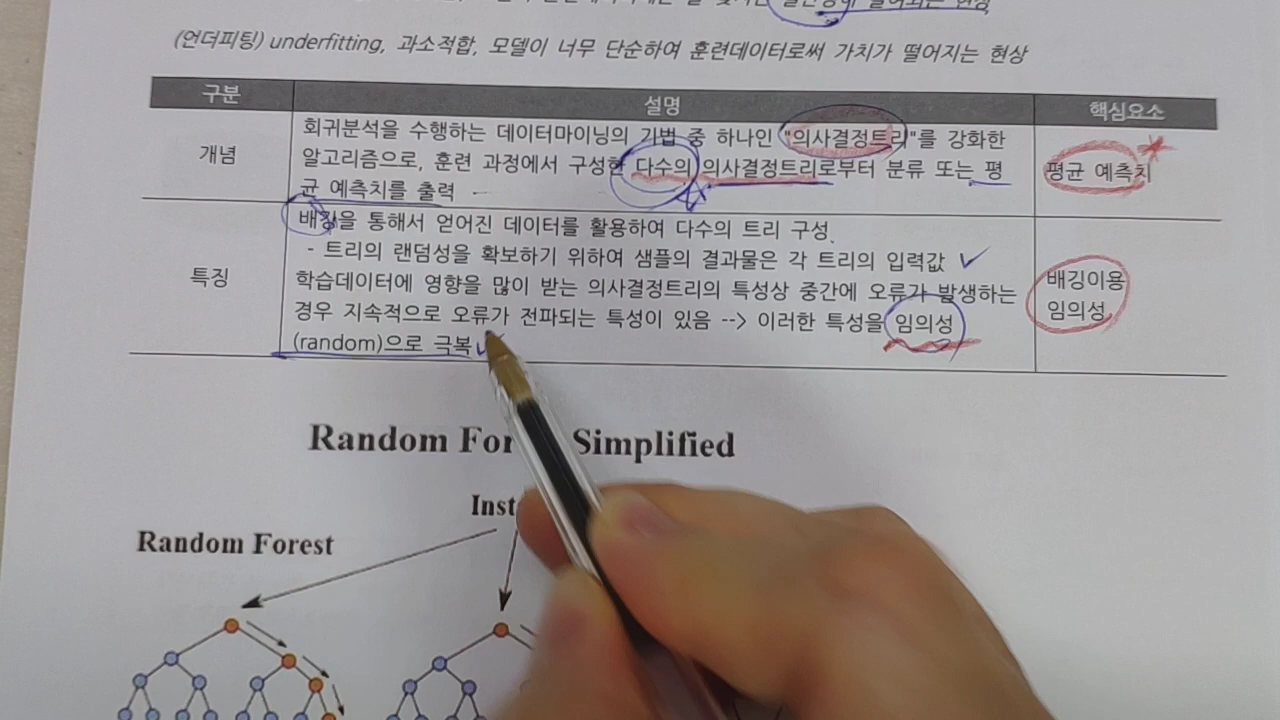 떨어지는 현상
(언더피팅) underfitting, 과소적합, 모델이 너무 단순하여 훈련데이터로써 가치가 떨어지는 현상
구분 설명 핵심요소
개념
회귀분석을 수행하는 데이터마이닝의 기법 중 하나인 "의사결정트리"를 강화한
알고리즘으로, 훈련 과정에서 구성한 다수의 의사결정트리로부터 분류 또는 평
균 예측치를 출력
평균 예측치
특징
배깅을 통해서 얻어진 데이터를 활용하여 다수의 트리 구성
- 트리의 랜덤성을 확보하기 위하여 샘플의 결과물은 각 트리의 입력값
학습데이터에 영향을 많이 받는 의사결정트리의 특성상 중간에 오류가 발생하는
경우 지속적으로 오류가 전파되는 특성이 있음 --> 이러한 특성을 임의성
(random)으로 극복
배깅이용
임의성
Random For Simplified
Inst
Random Forest